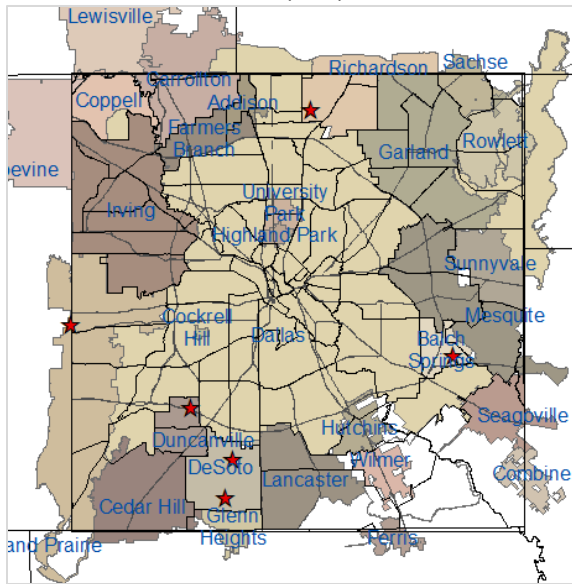 Lewisville
Richardson
Sachse
Carrollton
Coppell
Addison
Farmers
Branch
Garland
Rowlett
pevine
University
Park
Irving
Highland Park
Sunnyvale
Mesquite
Cockrell
Hill
Dallas
Balch
Springs
Seagoville
Hutchins
Duncanville
Wilmer
DeSoto
Lancaster
Combine
Cedar Hill
Glenn
Heights
Ferris
and Prairie